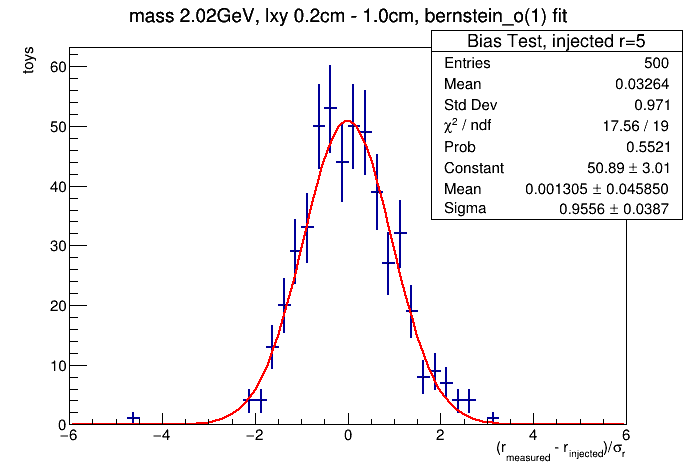 mass 2.02GeV, lxy 0.2cm - 1.0cm, bernstein_o(1) fit
toys
Bias Test, injected r=5
Entries 500
Mean 0.03264
Std Dev 0.971
χ² / ndf 17.56 / 19
Prob 0.5521
Constant 50.89 ± 3.01
Mean 0.001305 ± 0.045850
Sigma 0.9556 ± 0.0387
60
50
40
30
20
10
0
−6 −4 −2 0 2 4 6
(r_measured - r_injected)/σ_r